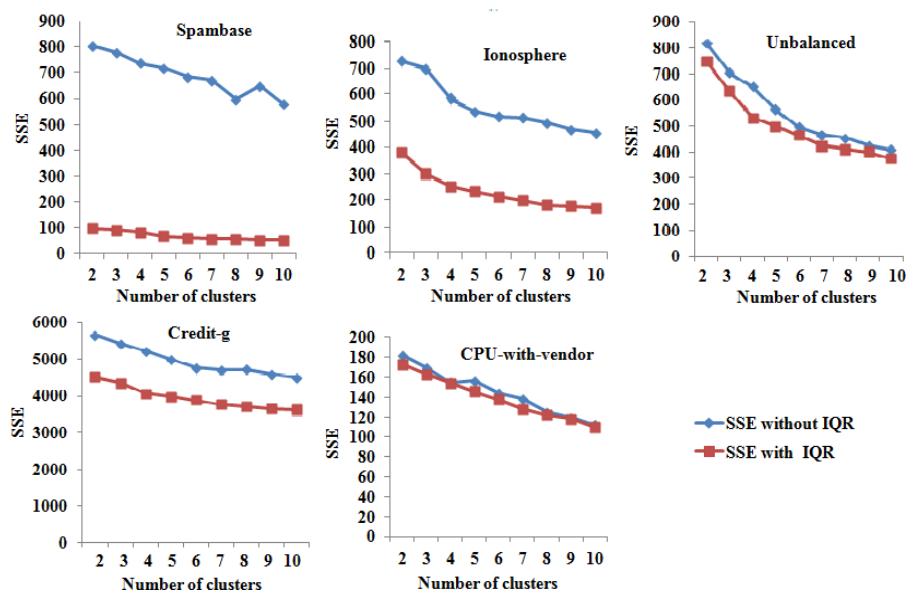 Spambase
SSE
900
800
700
600
500
400
300
200
100
0
2 3 4 5 6 7 8 9 10
Number of clusters
Ionosphere
SSE
800
700
600
500
400
300
200
100
0
2 3 4 5 6 7 8 9 10
Number of clusters
Unbalanced
SSE
900
800
700
600
500
400
300
200
100
0
2 3 4 5 6 7 8 9 10
Number of clusters
Credit-g
SSE
6000
5000
4000
3000
2000
1000
0
2 3 4 5 6 7 8 9 10
Number of clusters
CPU-with-vendor
SSE
200
180
160
140
120
100
80
60
40
20
0
2 3 4 5 6 7 8 9 10
Number of clusters
SSE without IQR
SSE with IQR